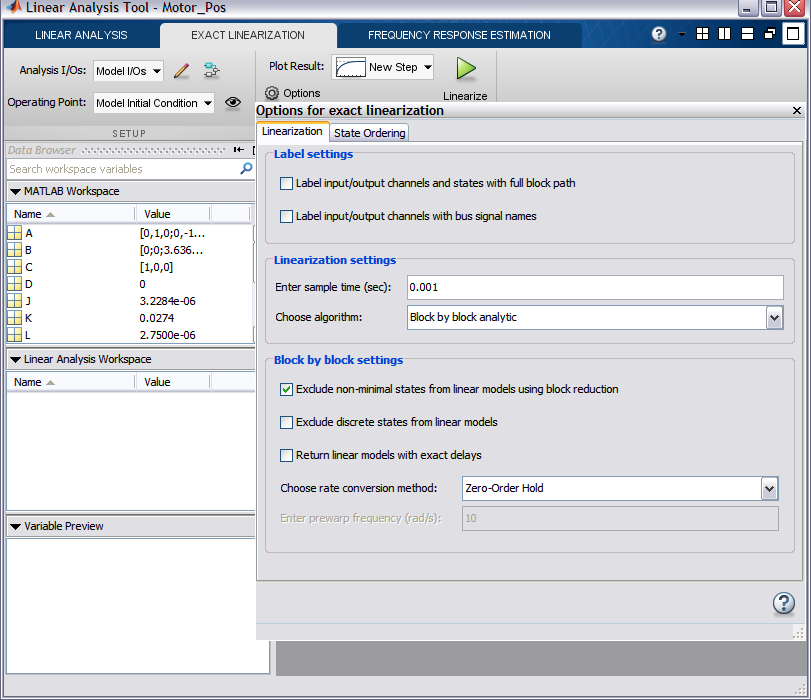 Linear Analysis Tool - Motor_Pos
LINEAR ANALYSIS
EXACT LINEARIZATION
FREQUENCY RESPONSE ESTIMATION
Analysis I/Os:
Model I/Os
Operating Point:
Model Initial Condition
SETUP
Plot Result:
New Step
Options
Linearize
Data Browser
Search workspace variables
MATLAB Workspace
Name Value
A [0,1,0;0,-1...
B [0;0;3.636...
C [1,0,0]
D 0
J 3.2284e-06
K 0.0274
L 2.7500e-06
Linear Analysis Workspace
Name Value
Variable Preview
Options for exact linearization
Linearization
State Ordering
Label settings
Label input/output channels and states with full block path
Label input/output channels with bus signal names
Linearization settings
Enter sample time (sec): 0.001
Choose algorithm: Block by block analytic
Block by block settings
Exclude non-minimal states from linear models using block reduction
Exclude discrete states from linear models
Return linear models with exact delays
Choose rate conversion method: Zero-Order Hold
Enter prewarp frequency (rad/s): 10